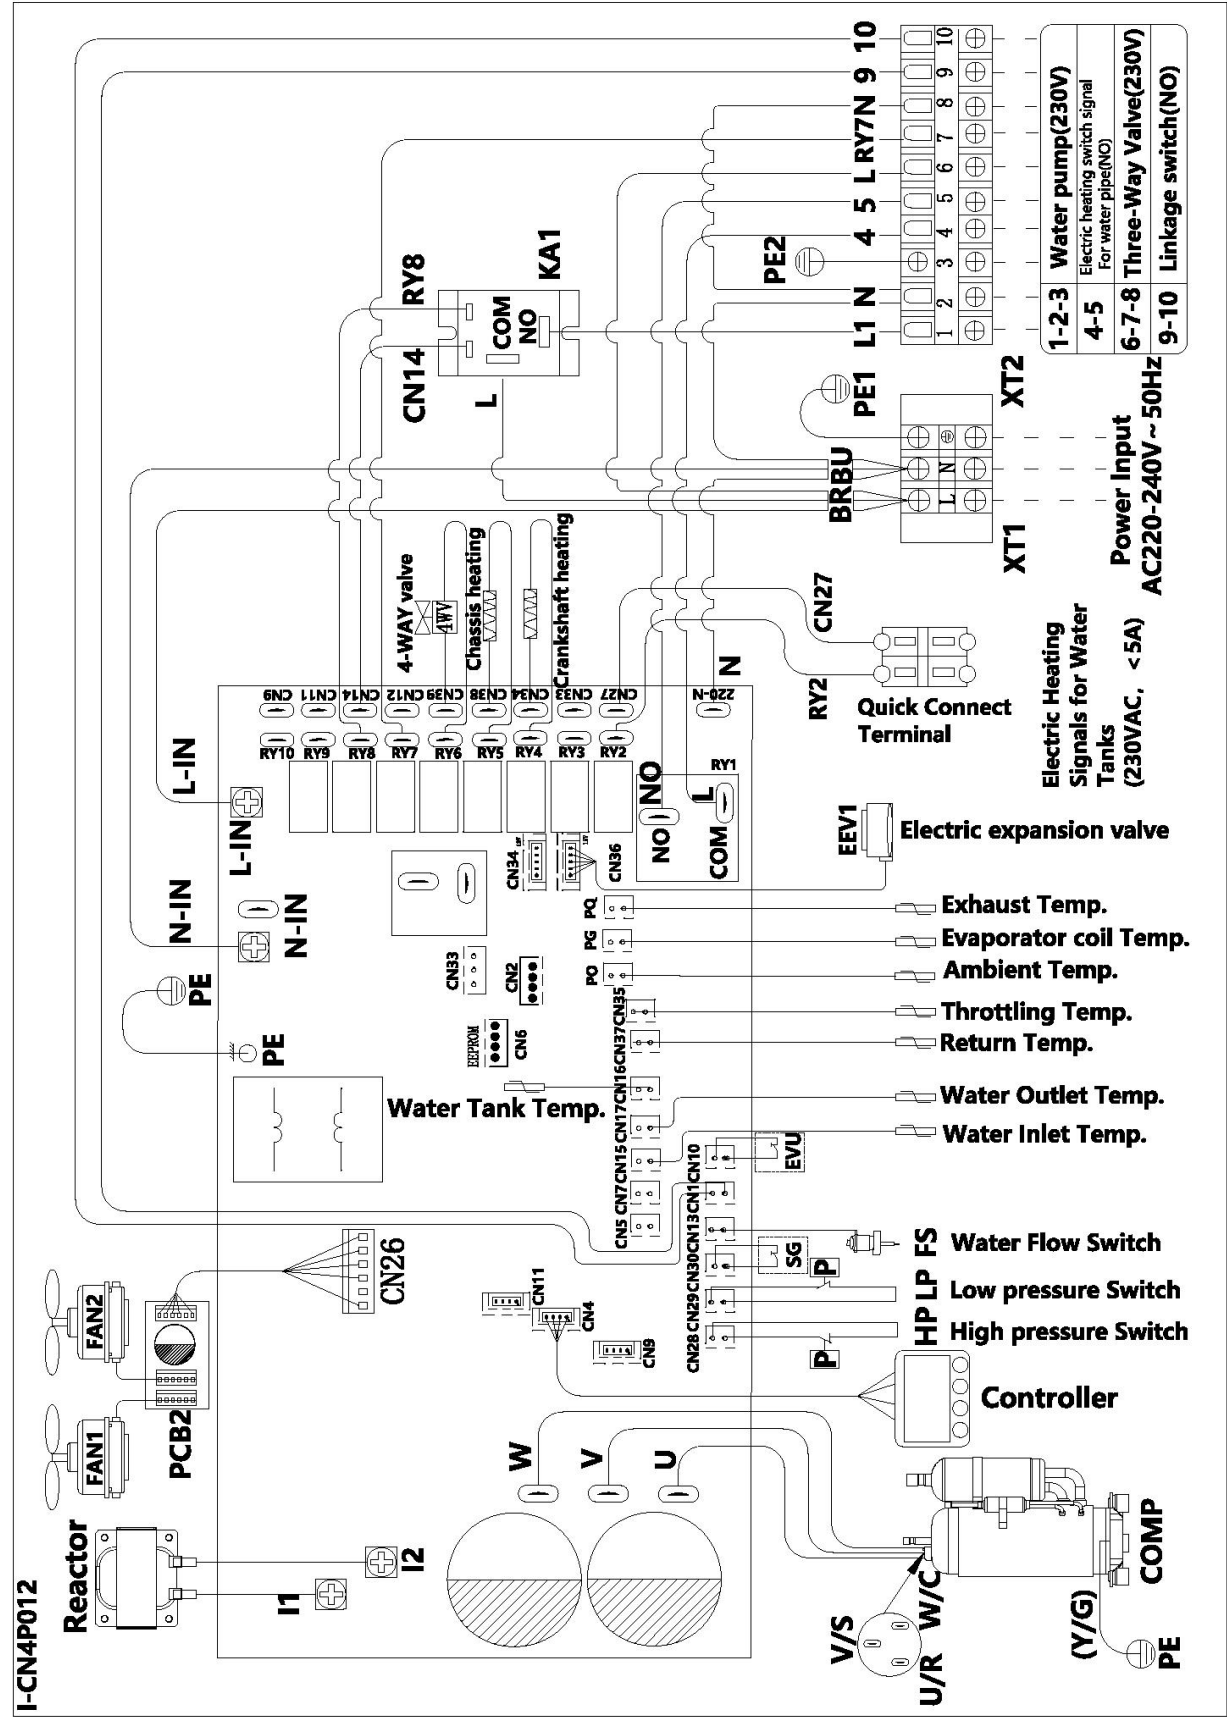 I-CN4P012
Reactor
I1
I2
FAN1
FAN2
PCB2
CN26
PE
PE
N-IN
N-IN
L-IN
L-IN
W
V
U
CN11
CN4
CN9
EEPROM
CN6
CN2
CN33
CN34
CN36
Water Tank Temp.
RY10
RY9
RY8
RY7
RY6
RY5
RY4
RY3
RY2
RY1
CN9
CN11
CN14
CN12
CN39
CN38
CN34
CN33
CN27
220-N
N
NO
NO
L
COM
4-WAY valve
4WV
Chassis heating
Crankshaft heating
CN14
RY8
KA1
COM
NO
L
PQ
PG
PO
CN35
CN37
CN16
CN17
CN15
CN7
CN5
CN10
CN1
CN13
CN30
CN29
CN28
EVU
SG
P
P
FS
LP
HP
RY2
CN27
Quick Connect
Terminal
Electric Heating
Signals for Water
Tanks
(230VAC, <5A)
EEV1
Electric expansion valve
Exhaust Temp.
Evaporator coil Temp.
Ambient Temp.
Throttling Temp.
Return Temp.
Water Outlet Temp.
Water Inlet Temp.
Water Flow Switch
Low pressure Switch
High pressure Switch
Controller
V/S
U/R
W/C
(Y/G)
PE
COMP
BR
BU
L
N
XT1
Power Input
AC220-240V~50Hz
PE1
PE2
XT2
L1
N
4
5
L
RY7
N
9
10
1
2
3
4
5
6
7
8
9
10
1-2-3 Water pump(230V)
4-5 Electric heating switch signal
For water pipe(NO)
6-7-8 Three-Way Valve(230V)
9-10 Linkage switch(NO)